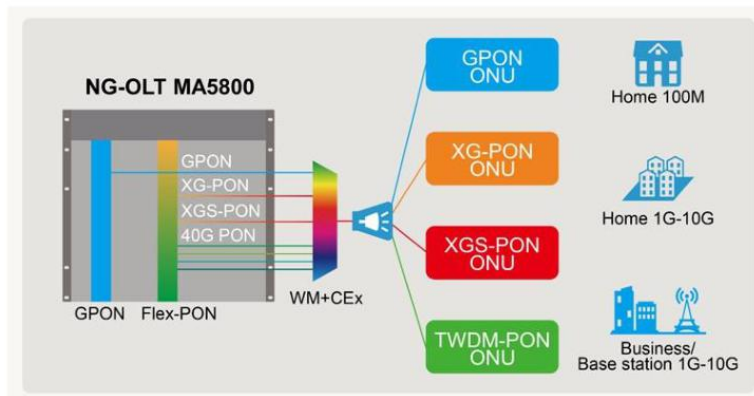 NG-OLT MA5800
GPON
XG-PON
XGS-PON
40G PON
GPON
Flex-PON
WM+CEx
GPON
ONU
XG-PON
ONU
XGS-PON
ONU
TWDM-PON
ONU
Home 100M
Home 1G-10G
Business/
Base station 1G-10G